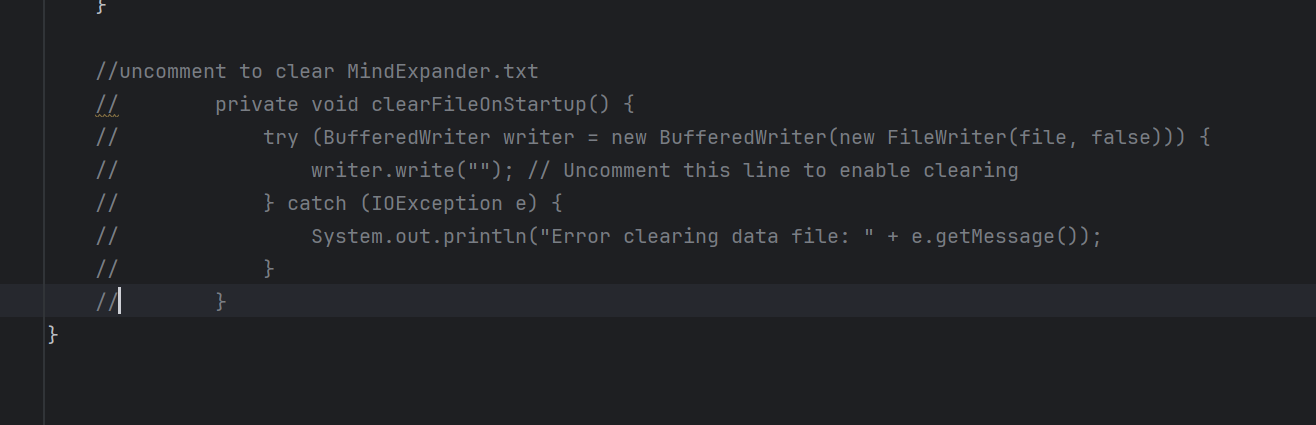 }
//uncomment to clear MindExpander.txt
//        private void clearFileOnStartup() {
//            try (BufferedWriter writer = new BufferedWriter(new FileWriter(file, false))) {
//                writer.write(""); // Uncomment this line to enable clearing
//            } catch (IOException e) {
//                System.out.println("Error clearing data file: " + e.getMessage());
//            }
//        }
}